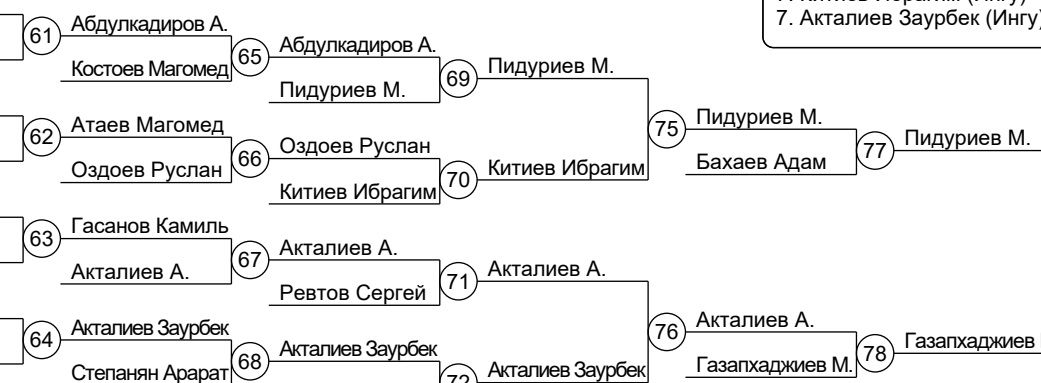 7. Акталиев Заурбек (Ингу)
61
Абдулкадиров А.
Костоев Магомед
65
Абдулкадиров А.
Пидуриев М.
69
Пидуриев М.
62
Атаев Магомед
Оздоев Руслан
66
Оздоев Руслан
Китиев Ибрагим
70
Китиев Ибрагим
75
Пидуриев М.
Бахаев Адам
77
Пидуриев М.
63
Гасанов Камиль
Акталиев А.
67
Акталиев А.
Ревтов Сергей
71
Акталиев А.
64
Акталиев Заурбек
Степанян Арарат
68
Акталиев Заурбек
72
Акталиев Заурбек
76
Акталиев А.
Газапхаджиев М.
78
Газапхаджиев